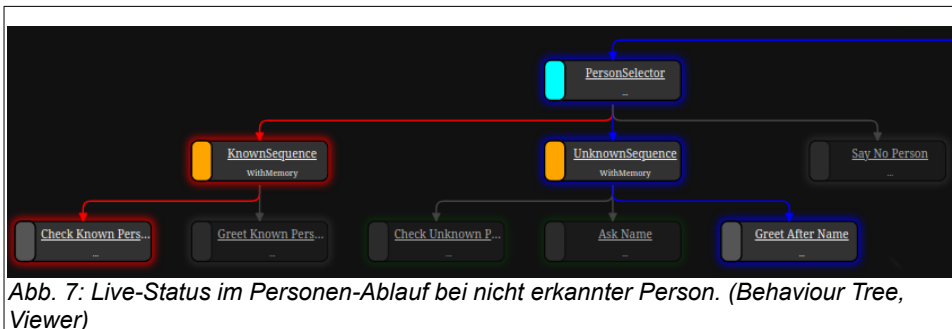 PersonSelector
...
KnownSequence
WithMemory
UnknownSequence
WithMemory
Say No Person
...
Check Known Pers...
...
Greet Known Pers...
...
Check Unknown P...
...
Ask Name
...
Greet After Name
...
Abb. 7: Live-Status im Personen-Ablauf bei nicht erkannter Person. (Behaviour Tree,
Viewer)